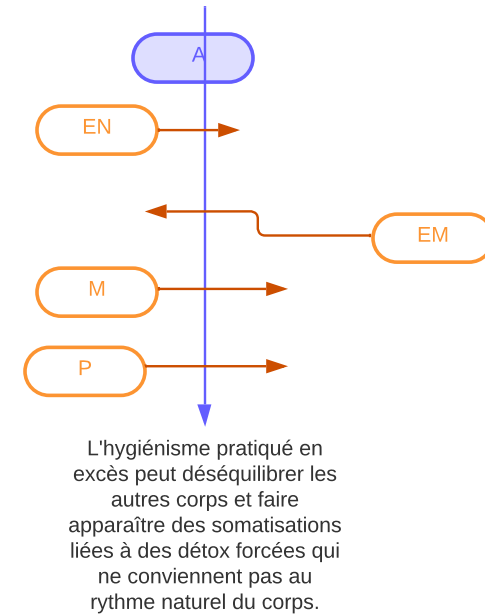 A
EN
EM
M
P
L'hygiénisme pratiqué en
excès peut déséquilibrer les
autres corps et faire
apparaître des somatisations
liées à des détox forcées qui
ne conviennent pas au
rythme naturel du corps.